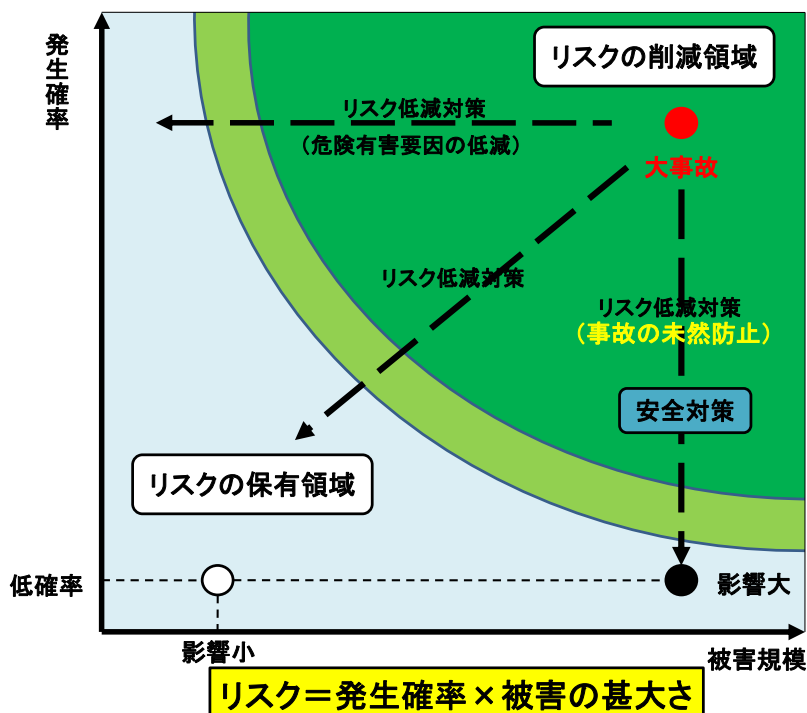 発生確率
リスクの削減領域
リスク低減対策
（危険有害要因の低減）
大事故
リスク低減対策
リスク低減対策
（事故の未然防止）
安全対策
リスクの保有領域
低確率
影響大
影響小
被害規模
リスク＝発生確率×被害の甚大さ